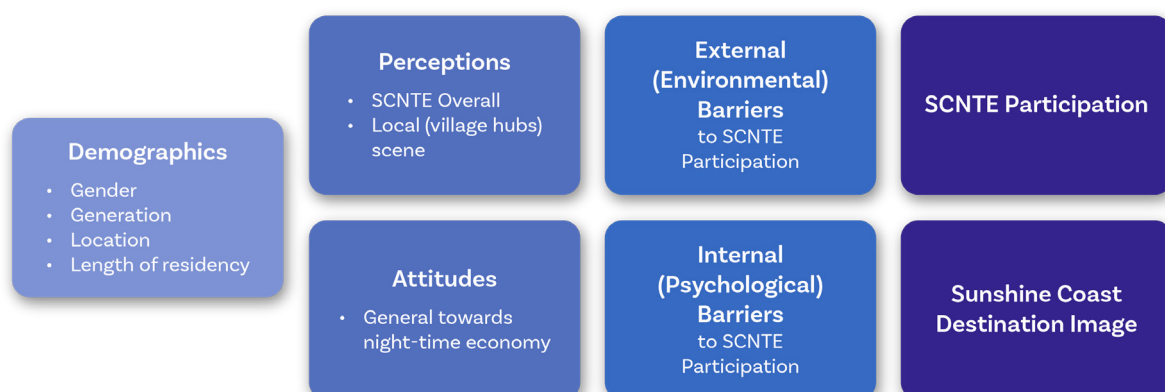 Demographics
• Gender
• Generation
• Location
• Length of residency
Perceptions
• SCNTE Overall
• Local (village hubs)
scene
Attitudes
• General towards
night-time economy
External
(Environmental)
Barriers
to SCNTE
Participation
Internal
(Psychological)
Barriers
to SCNTE
Participation
SCNTE Participation
Sunshine Coast
Destination Image